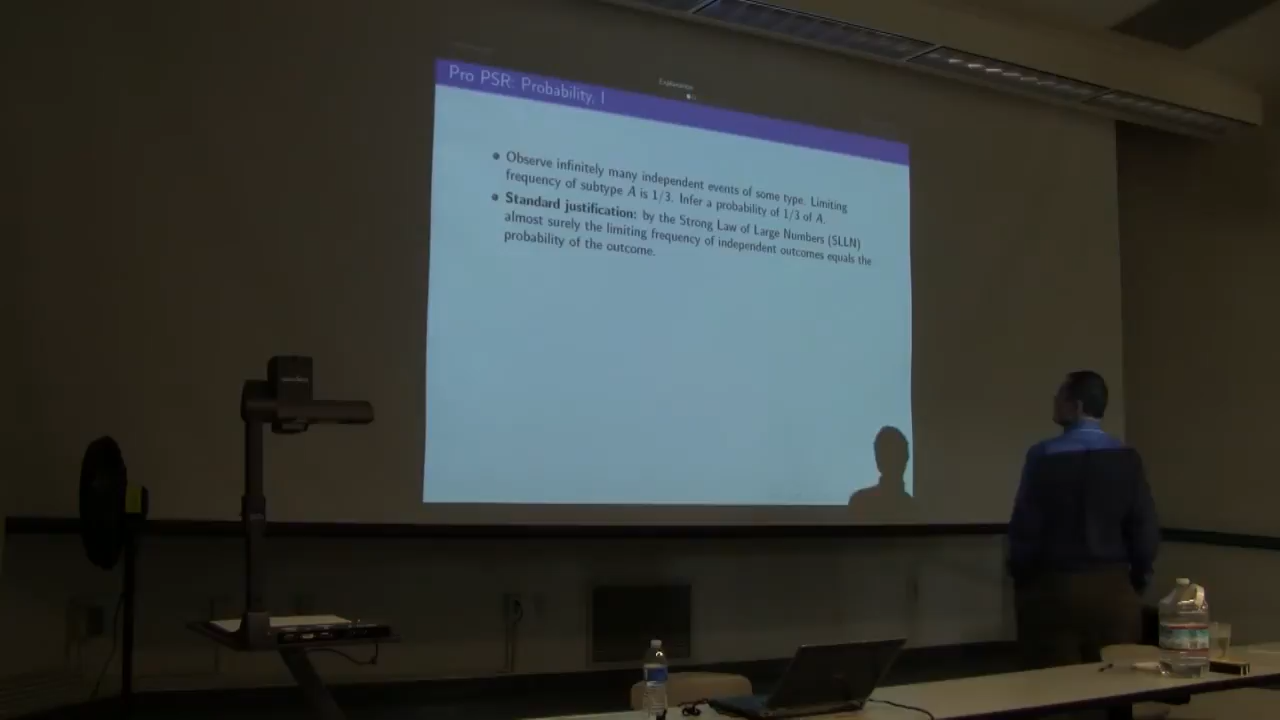 Explanation
Pro PSR: Probability, I
Observe infinitely many independent events of some type. Limiting
frequency of subtype A is 1/3. Infer a probability of 1/3 of A.
Standard justification: by the Strong Law of Large Numbers (SLLN)
almost surely the limiting frequency of independent outcomes equals the
probability of the outcome.